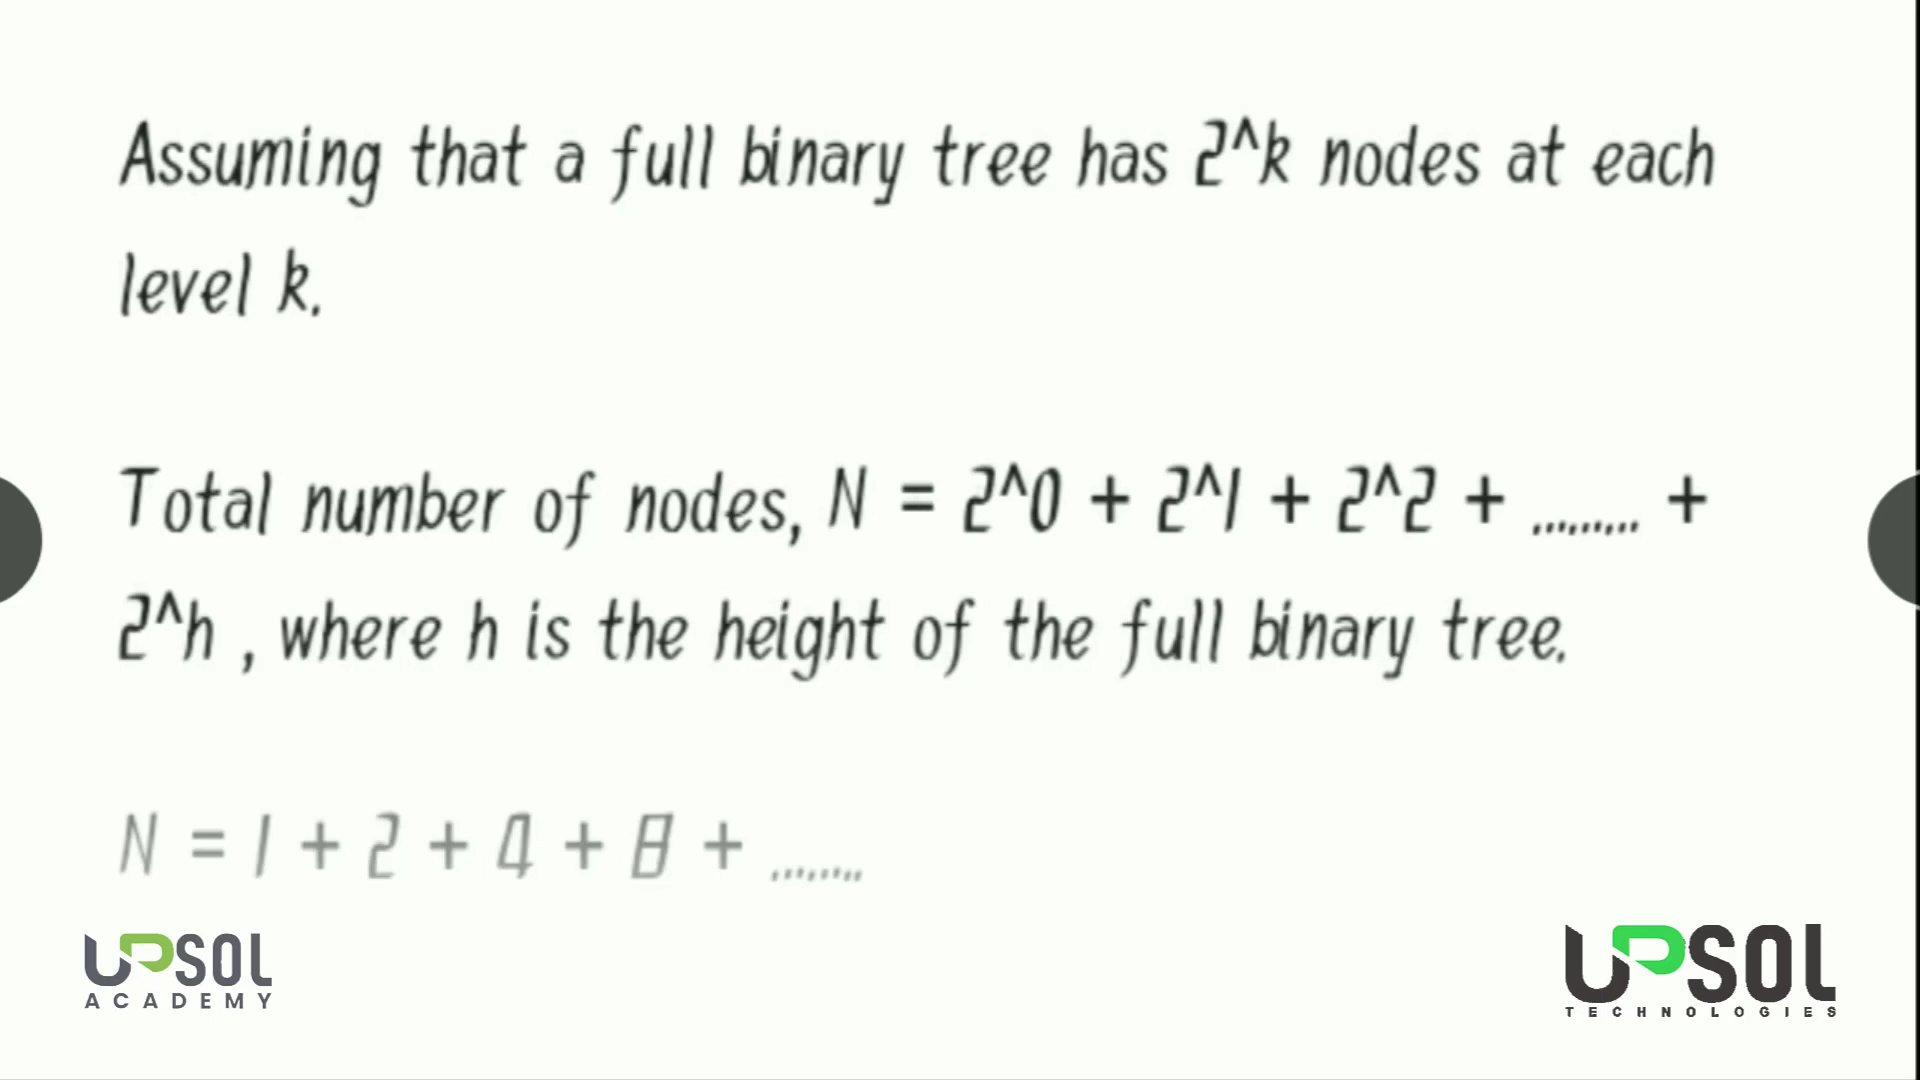 Assuming that a full binary tree has 2^k nodes at each
level k.
Total number of nodes, N = 2^0 + 2^1 + 2^2 + ......... +
2^h , where h is the height of the full binary tree.
N = 1 + 2 + 4 + 8 + ........
UPSOL
ACADEMY
UPSOL
TECHNOLOGIES